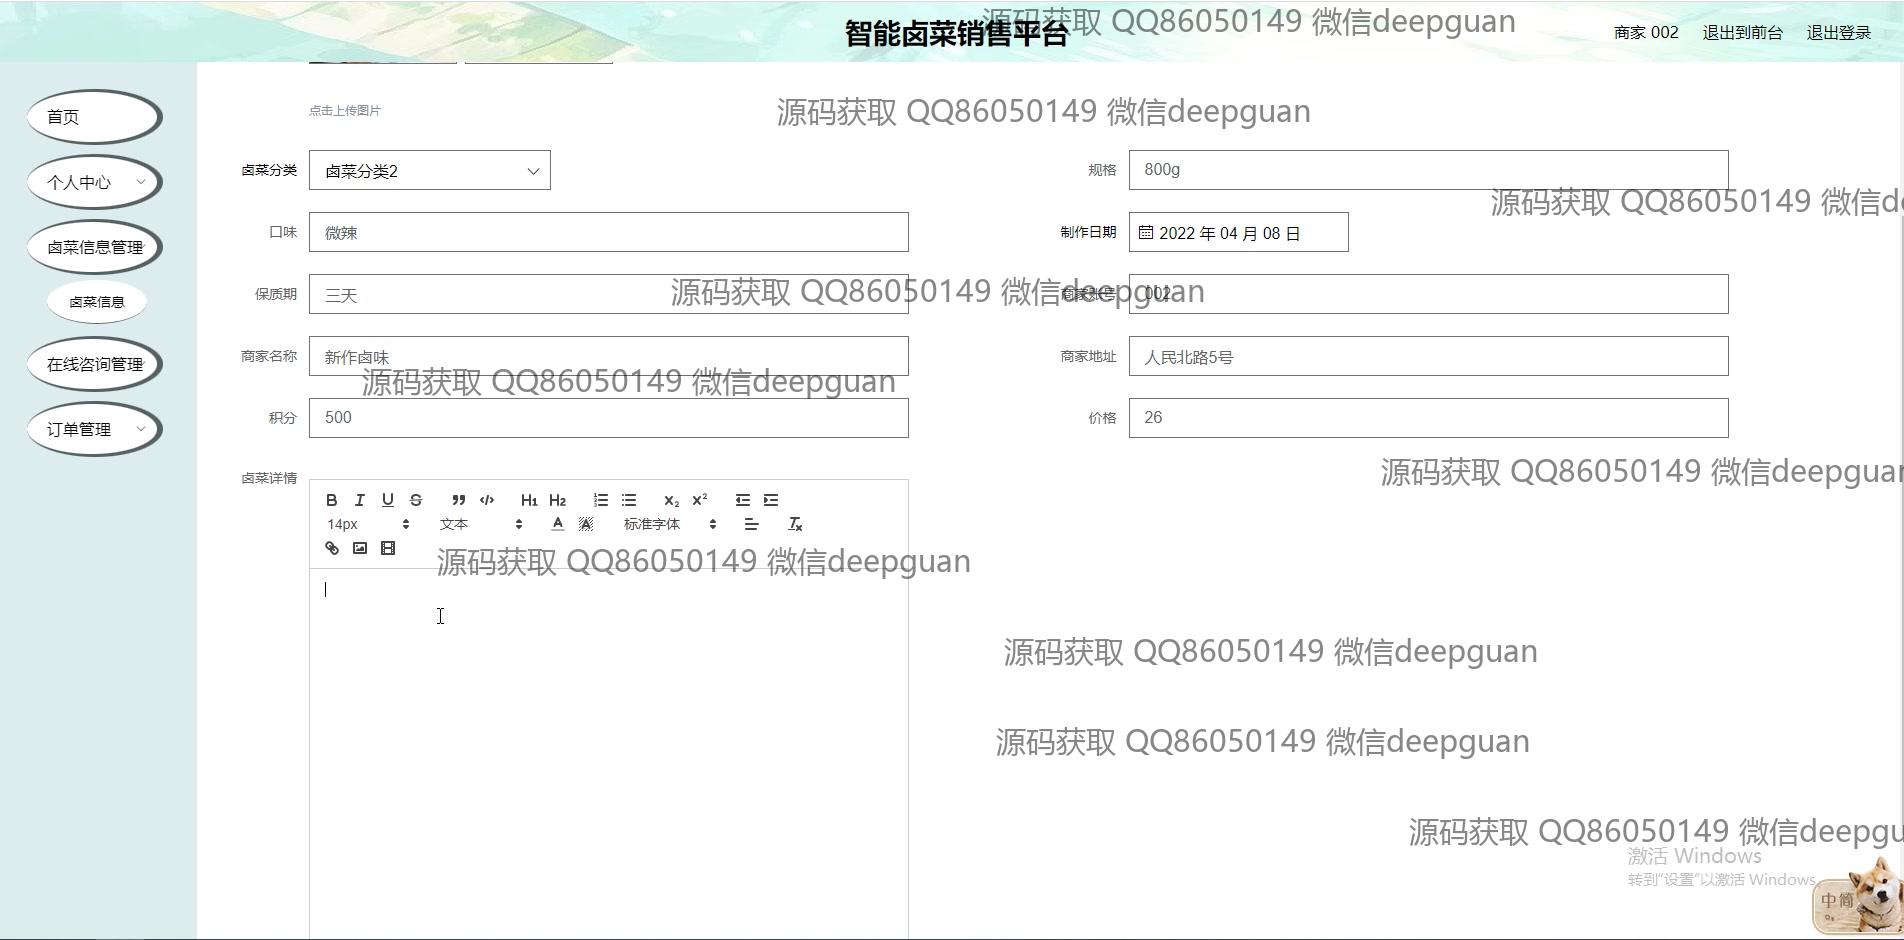 智能卤菜销售平台
源码获取 QQ86050149 微信deepguan
商家 002
退出到前台
退出登录
首页
个人中心
卤菜信息管理
卤菜信息
在线咨询管理
订单管理
点击上传图片
源码获取 QQ86050149 微信deepguan
卤菜分类
卤菜分类2
规格
800g
源码获取 QQ86050149 微信d
口味
微辣
制作日期
2022 年 04 月 08 日
保质期
三天
源码获取 QQ86050149 微信deepguan
商家账号
002
商家名称
新作卤味
商家地址
人民北路5号
源码获取 QQ86050149 微信deepguan
积分
500
价格
26
源码获取 QQ86050149 微信deepguan
卤菜详情
B I U S H1 H2 X2 X2
14px
文本
A A
标准字体
Tx
源码获取 QQ86050149 微信deepguan
源码获取 QQ86050149 微信deepguan
源码获取 QQ86050149 微信deepguan
源码获取 QQ86050149 微信deepgu
激活 Windows
转到“设置”以激活 Windows
中 简